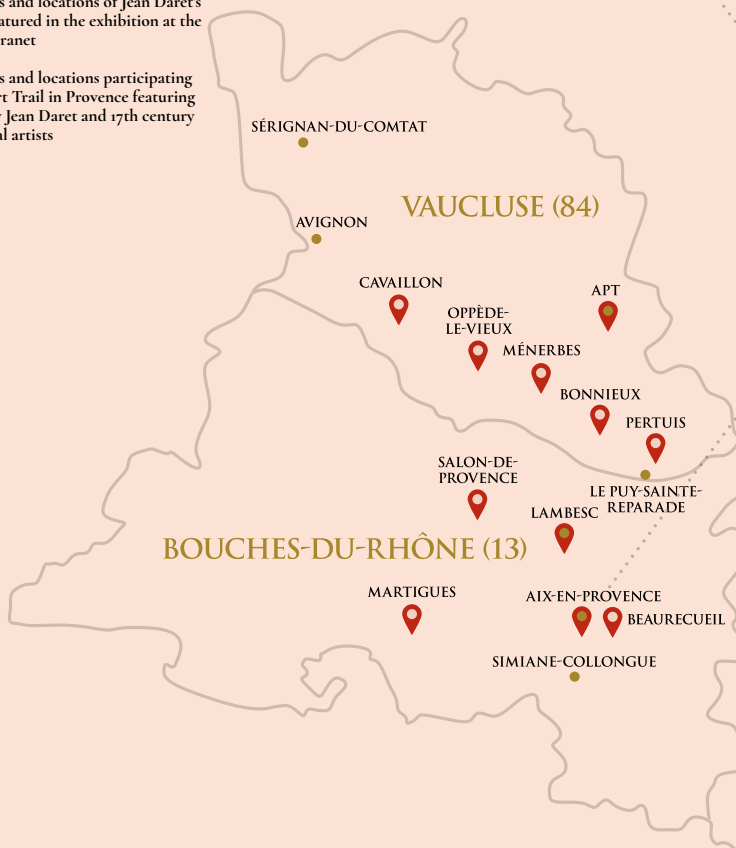 s and locations of Jean Daret's
atured in the exhibition at the
ranet
s and locations participating
rt Trail in Provence featuring
Jean Daret and 17th century
al artists
SÉRIGNAN-DU-COMTAT
VAUCLUSE (84)
AVIGNON
CAVAILLON
APT
OPPÈDE-
LE-VIEUX
MÉNERBES
BONNIEUX
PERTUIS
SALON-DE-
PROVENCE
LE PUY-SAINTE-
REPARADE
LAMBESC
BOUCHES-DU-RHÔNE (13)
MARTIGUES
AIX-EN-PROVENCE
BEAURECUEIL
SIMIANE-COLLONGUE